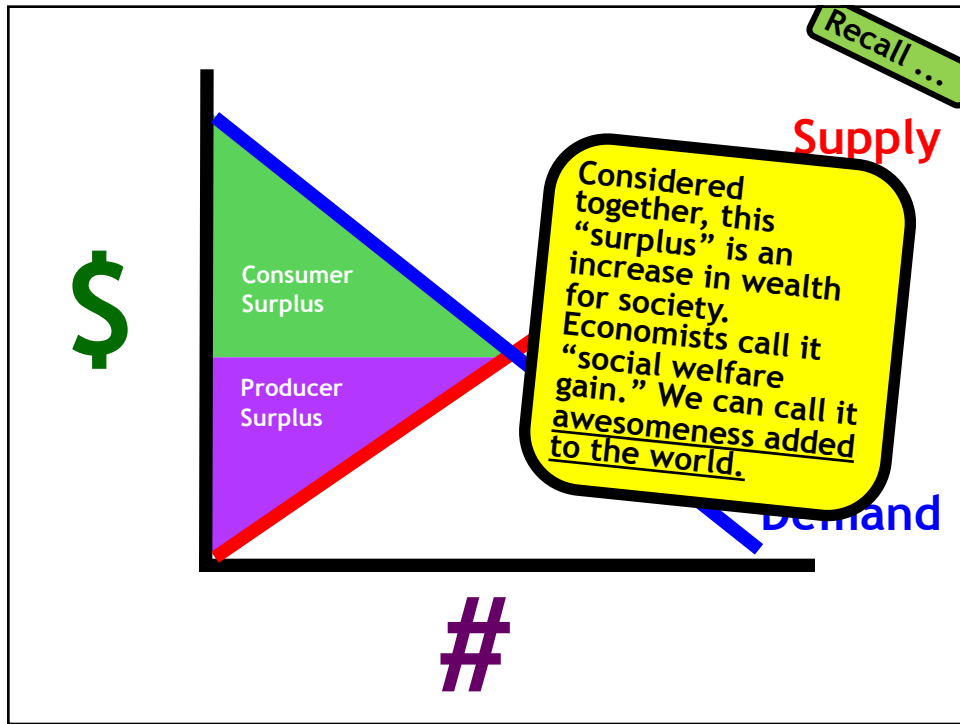 Recall ...
Supply
Considered
together, this
“surplus” is an
increase in wealth
for society.
Economists call it
“social welfare
gain.” We can call it
awesomeness added
to the world.
$
Consumer
Surplus
Producer
Surplus
Demand
#